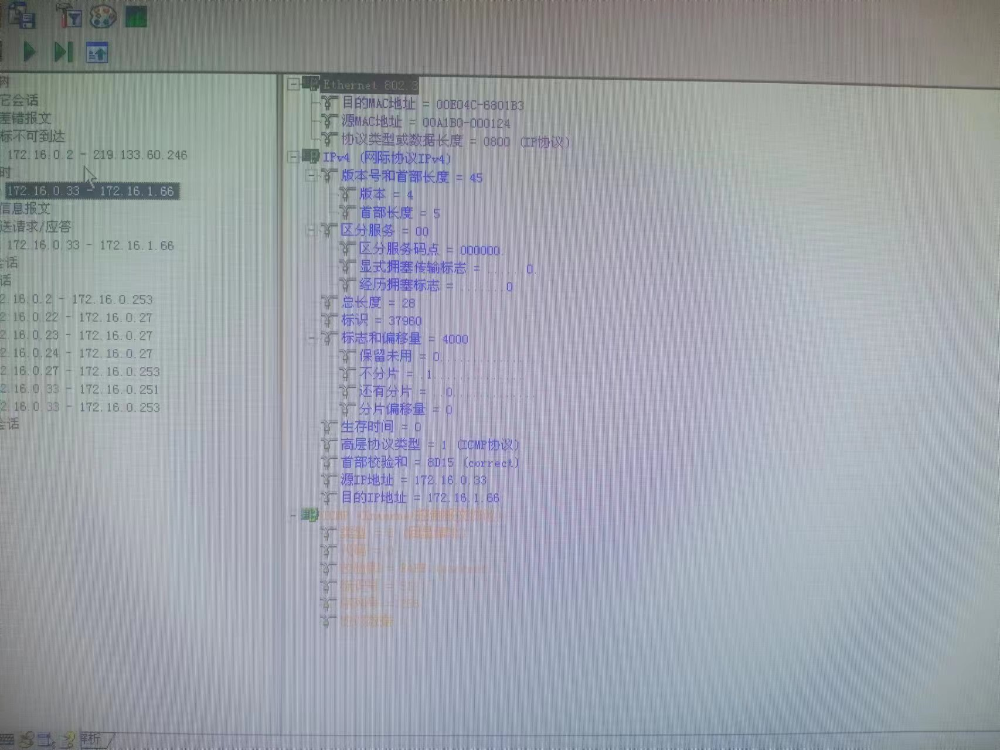 树
它会话
差错报文
标不可到达
172.16.0.2 - 219.133.60.246
时
172.16.0.33 - 172.16.1.66
信息报文
送请求/应答
172.16.0.33 - 172.16.1.66
会话
话
2.16.0.2 - 172.16.0.253
2.16.0.22 - 172.16.0.27
2.16.0.23 - 172.16.0.27
2.16.0.24 - 172.16.0.27
2.16.0.27 - 172.16.0.253
2.16.0.33 - 172.16.0.251
2.16.0.33 - 172.16.0.253
会话
Ethernet 802.3
目的MAC地址 = 00E04C-6801B3
源MAC地址 = 00A1B0-000124
协议类型或数据长度 = 0800 (IP协议)
IPv4 (网际协议IPv4)
版本号和首部长度 = 45
版本 = 4
首部长度 = 5
区分服务 = 00
区分服务码点 = 000000.
显式拥塞传输标志 = ......0.
经历拥塞标志 = .......0
总长度 = 28
标识 = 37960
标志和偏移量 = 4000
保留未用 = 0...............
不分片 = .1..............
还有分片 = ..0.............
分片偏移量 = 0
生存时间 = 0
高层协议类型 = 1 (ICMP协议)
首部校验和 = 8D15 (correct)
源IP地址 = 172.16.0.33
目的IP地址 = 172.16.1.66
ICMP (Internet控制报文协议)
类型 = 8 (回显请求)
代码 = 0
校验和 =
标识号 =
序列号 =
解析